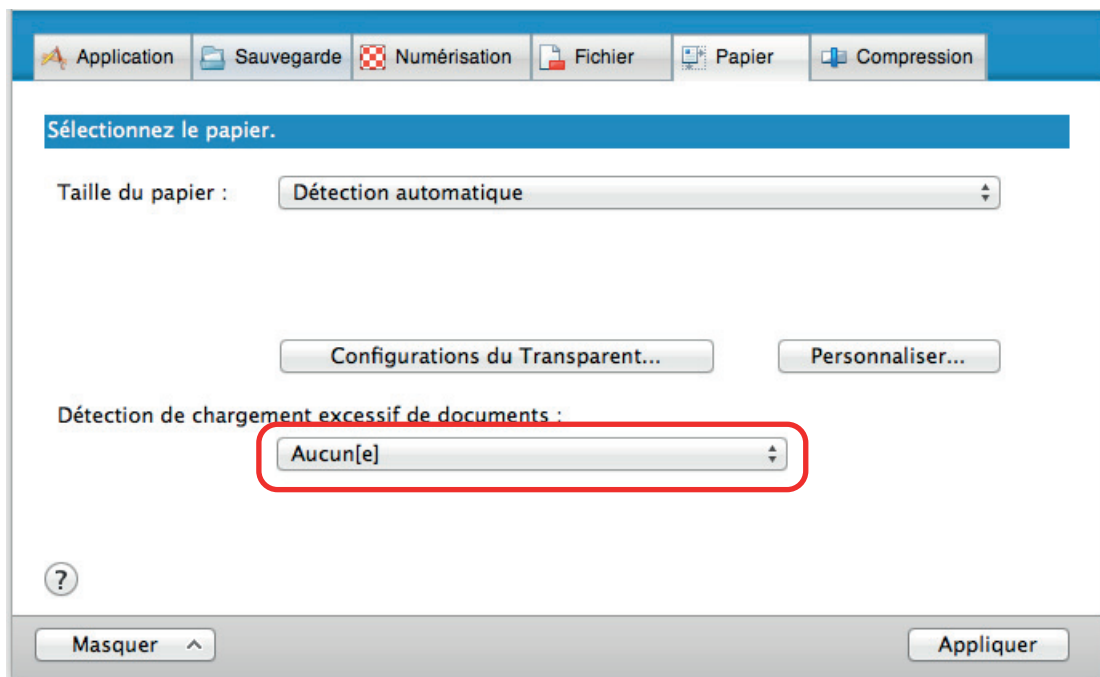 Application Sauvegarde Numérisation Fichier Papier Compression
Sélectionnez le papier.
Taille du papier : Détection automatique
Configurations du Transparent... Personnaliser...
Détection de chargement excessif de documents :
Aucun[e]
?
Masquer Appliquer